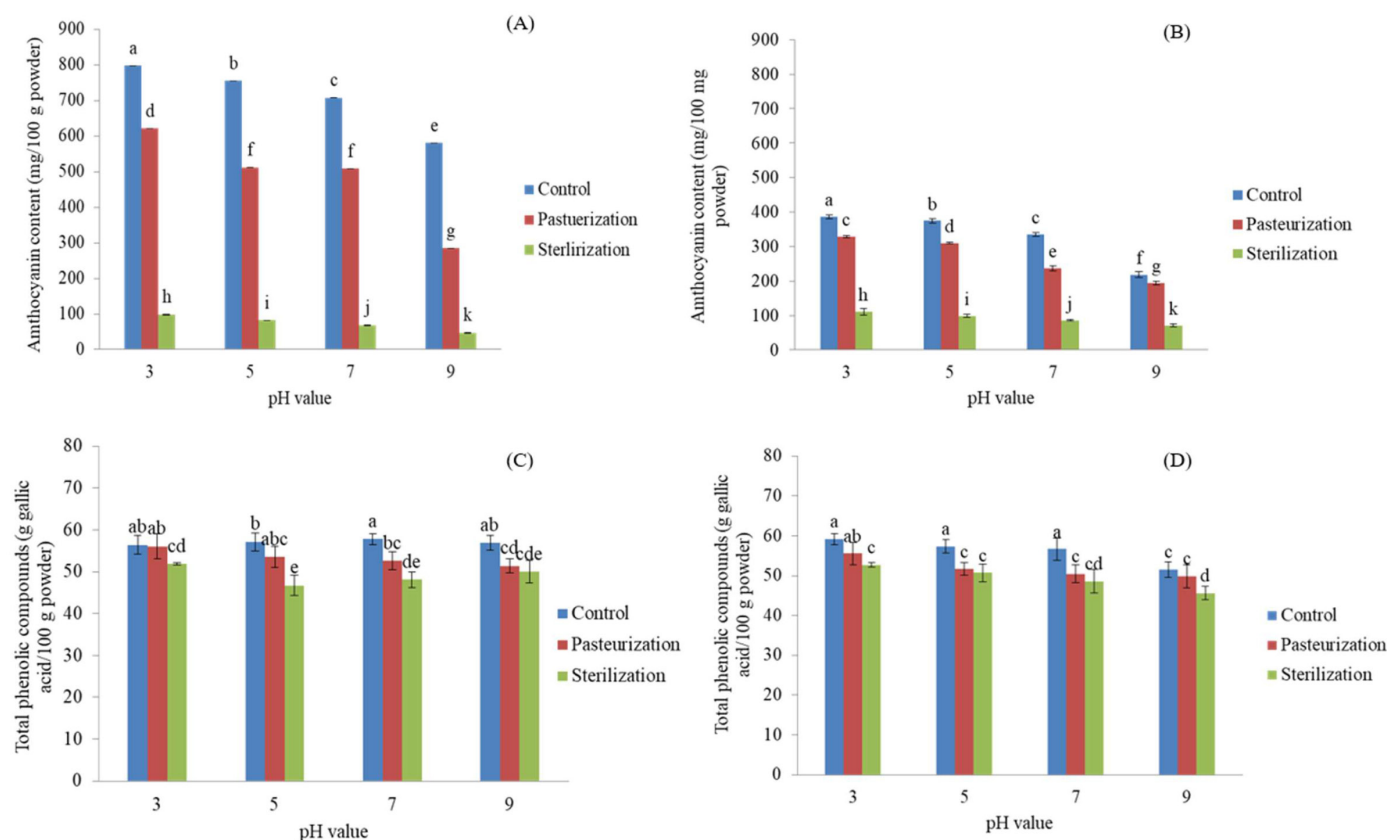 (A)
Amthocyanin content (mg/100 g powder)
900
800
700
600
500
400
300
200
100
0
a
d
h
b
f
i
c
f
j
e
g
k
3
5
7
9
pH value
Control
Pastuerization
Sterlirization
(B)
Amthocyanin content (mg/100 mg
powder)
900
800
700
600
500
400
300
200
100
0
a
c
h
b
d
i
c
e
j
f
g
k
3
5
7
9
pH value
Control
Pasteurization
Sterilization
(C)
Total phenolic compounds (g gallic
acid/100 g powder)
80
70
60
50
40
30
20
10
0
ab
ab
cd
b
abc
e
a
bc
de
ab
cd
cde
3
5
7
9
pH value
Control
Pasteurization
Sterilization
(D)
Total phenolic compounds (g gallic
acid/100 g powder)
80
70
60
50
40
30
20
10
0
a
ab
c
a
c
c
a
c
cd
c
c
d
3
5
7
9
pH value
Control
Pasteurization
Sterilization